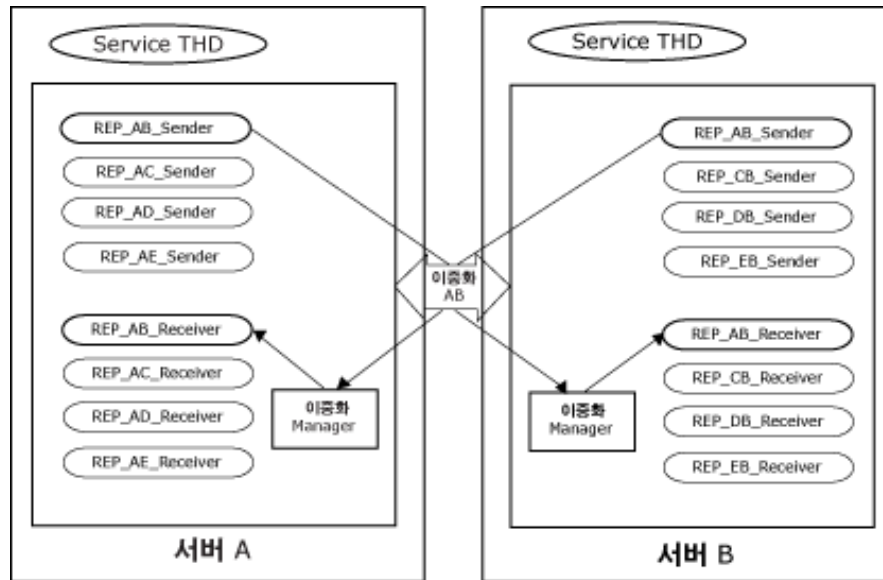 Service THD
REP_AB_Sender
REP_AC_Sender
REP_AD_Sender
REP_AE_Sender
REP_AB_Receiver
REP_AC_Receiver
REP_AD_Receiver
REP_AE_Receiver
이중화
Manager
서버 A
이중화
AB
Service THD
REP_AB_Sender
REP_CB_Sender
REP_DB_Sender
REP_EB_Sender
REP_AB_Receiver
REP_CB_Receiver
REP_DB_Receiver
REP_EB_Receiver
이중화
Manager
서버 B